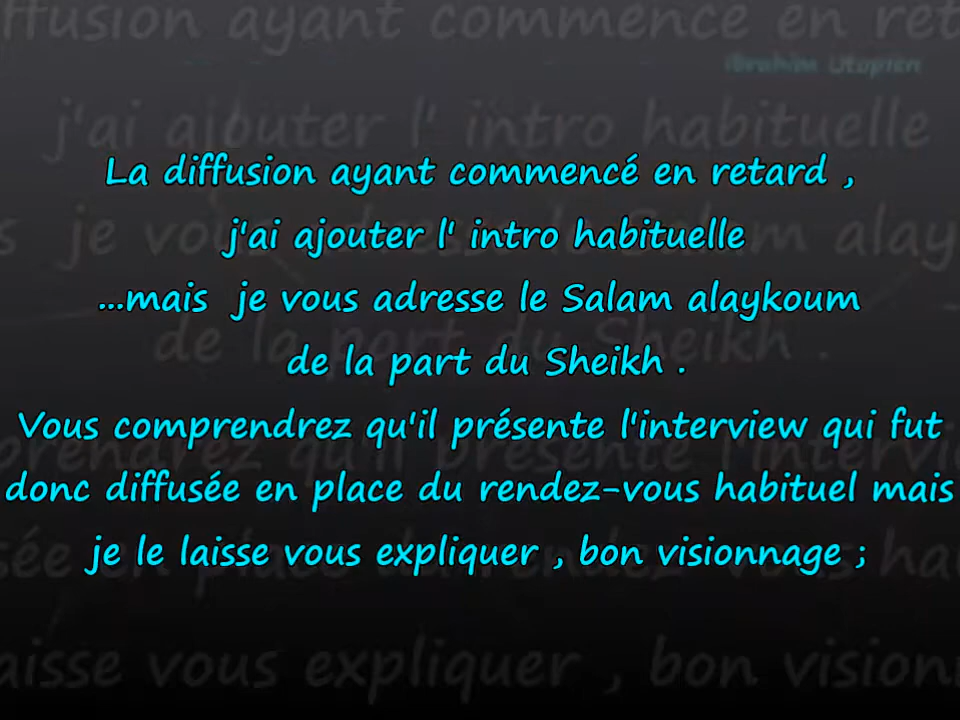 Ibrahim Utopien
La diffusion ayant commencé en retard ,
j'ai ajouter l' intro habituelle
...mais je vous adresse le Salam alaykoum
de la part du Sheikh .
Vous comprendrez qu'il présente l'interview qui fut
donc diffusée en place du rendez-vous habituel mais
je le laisse vous expliquer , bon visionnage ;